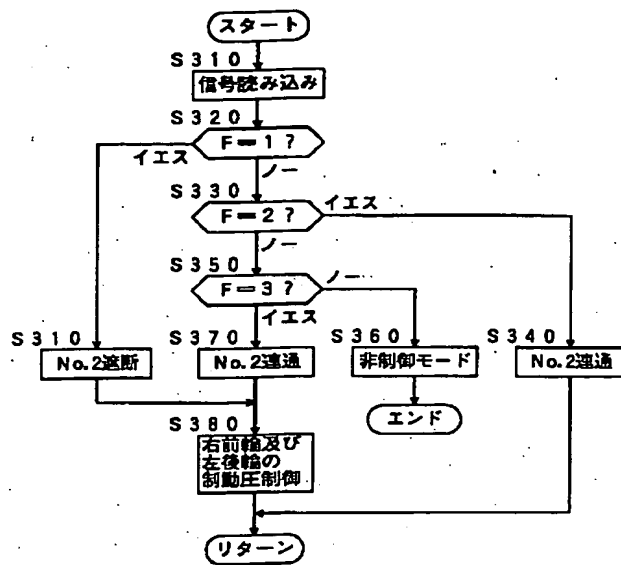 スタート
S310
信号読み込み
S320
F=1?
イエス
ノー
S330
F=2?
イエス
ノー
S350
F=3?
ノー
イエス
S310
No.2遮断
S370
No.2連通
S360
非制御モード
S340
No.2連通
エンド
S380
右前輪及び
左後輪の
制動圧制御
リターン